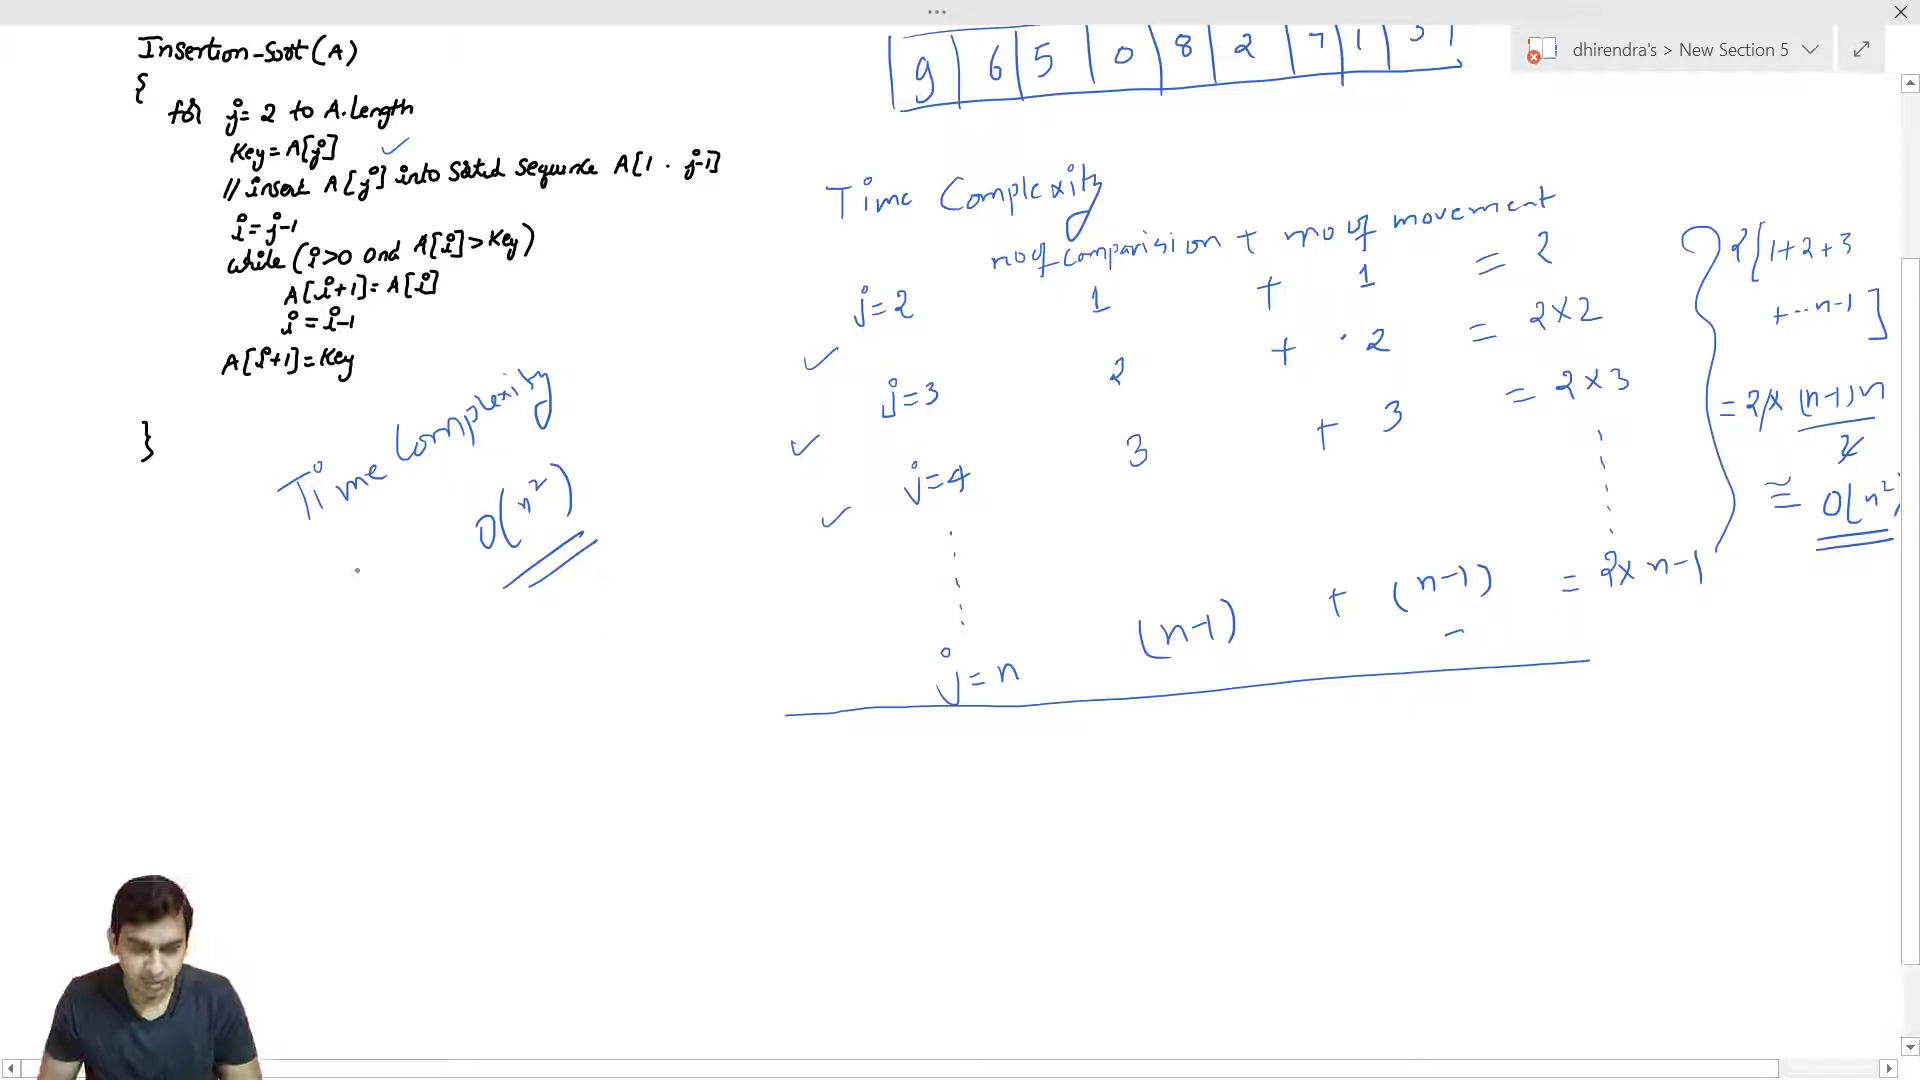 Insertion-Sort(A)
{
for j=2 to A.length
Key=A[j]
// insert A[j] into Sorted Sequence A[1 . j-1]
i=j-1
while (i>0 and A[i]>Key)
A[i+1]=A[i]
i=i-1
A[i+1]=Key
}
Time Complexity
O(n²)
9 6 5 0 8 2 7 1
dhirendra's > New Section 5
Time Complexity
no of comparision + no of movement
j=2 1 + 1 = 2
j=3 2 + 2 = 2×2
j=4 3 + 3 = 2×3
j=n (n-1) + (n-1) = 2×n-1
2[1+2+3
+...n-1]
= 2× (n-1)n
2
≅ O(n²)